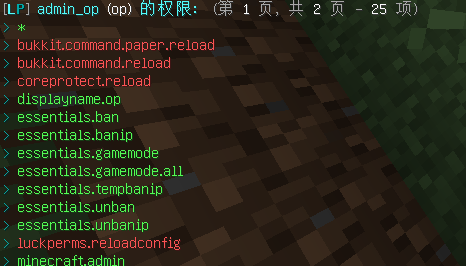 [LP] admin_op (op) 的权限: (第 1 页, 共 2 页 - 25 项)
> *
> bukkit.command.paper.reload
> bukkit.command.reload
> coreprotect.reload
> displayname.op
> essentials.ban
> essentials.banip
> essentials.gamemode
> essentials.gamemode.all
> essentials.tempbanip
> essentials.unban
> essentials.unbanip
> luckperms.reloadconfig
> minecraft.admin